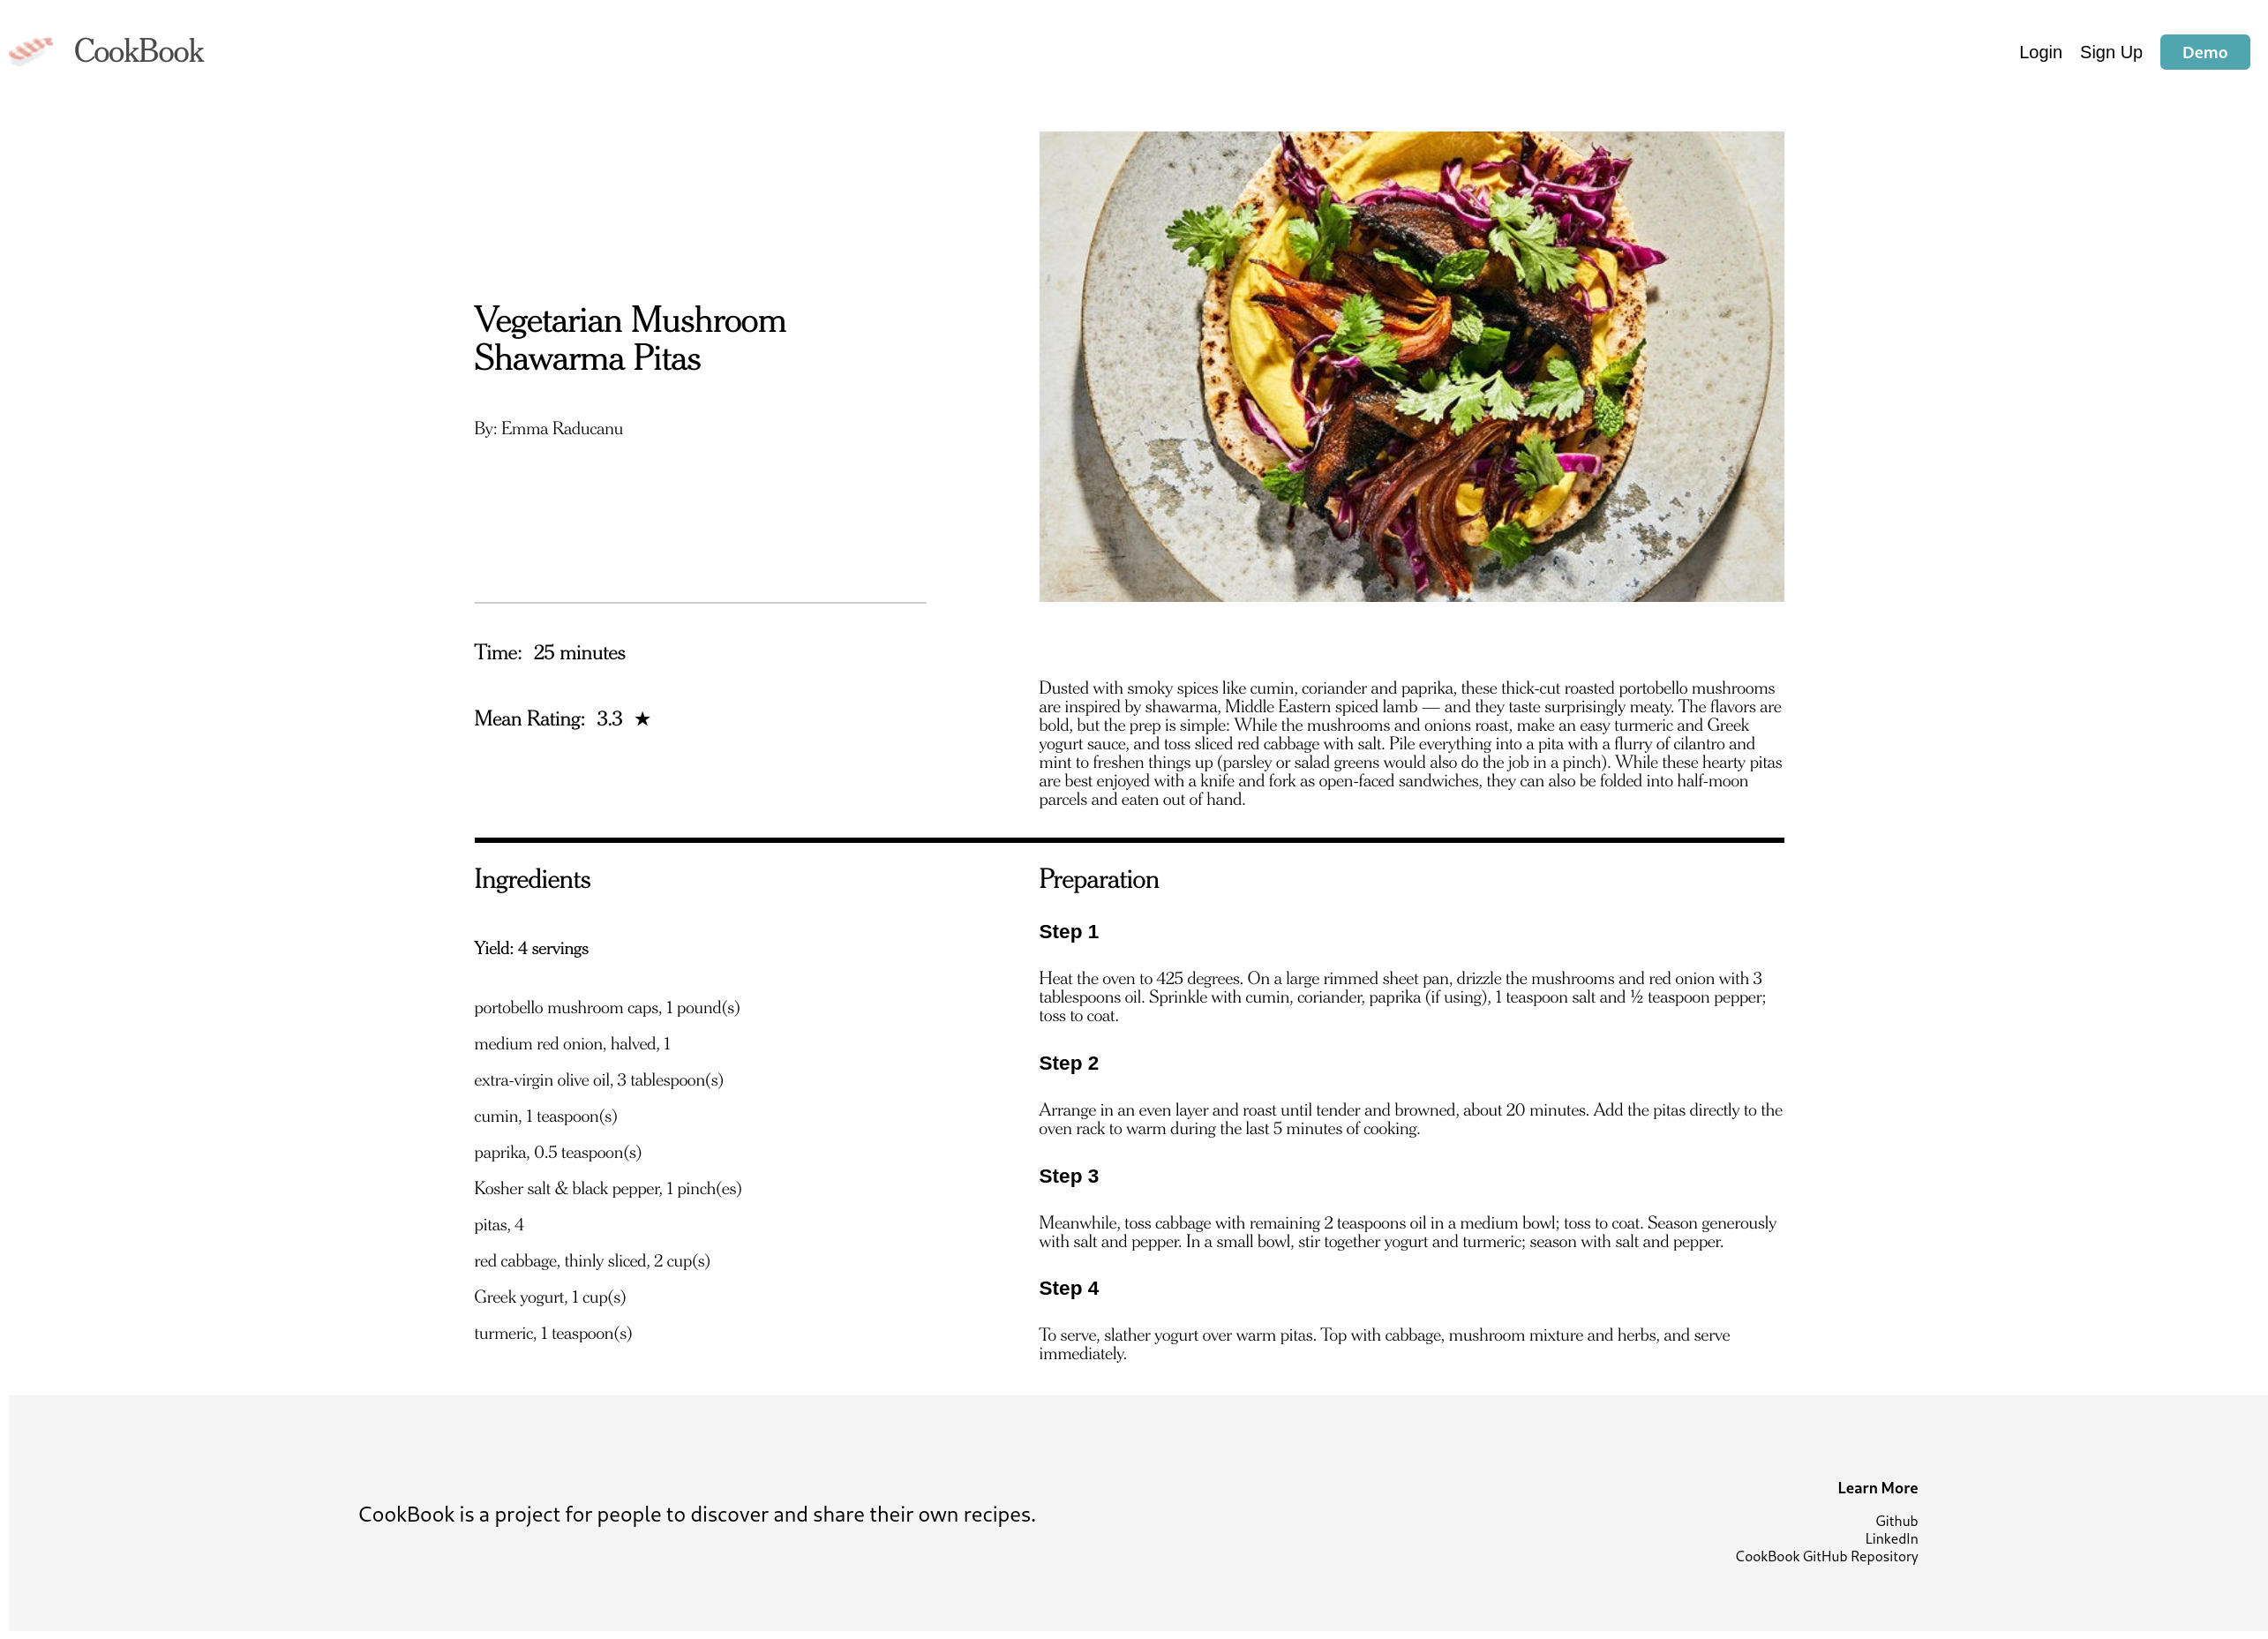 CookBook
Login
Sign Up
Demo
Vegetarian Mushroom
Shawarma Pitas
By: Emma Raducanu
Time: 25 minutes
Mean Rating: 3.3 ★
Dusted with smoky spices like cumin, coriander and paprika, these thick-cut roasted portobello mushrooms
are inspired by shawarma, Middle Eastern spiced lamb — and they taste surprisingly meaty. The flavors are
bold, but the prep is simple: While the mushrooms and onions roast, make an easy turmeric and Greek
yogurt sauce, and toss sliced red cabbage with salt. Pile everything into a pita with a flurry of cilantro and
mint to freshen things up (parsley or salad greens would also do the job in a pinch). While these hearty pitas
are best enjoyed with a knife and fork as open-faced sandwiches, they can also be folded into half-moon
parcels and eaten out of hand.
Ingredients
Yield: 4 servings
portobello mushroom caps, 1 pound(s)
medium red onion, halved, 1
extra-virgin olive oil, 3 tablespoon(s)
cumin, 1 teaspoon(s)
paprika, 0.5 teaspoon(s)
Kosher salt & black pepper, 1 pinch(es)
pitas, 4
red cabbage, thinly sliced, 2 cup(s)
Greek yogurt, 1 cup(s)
turmeric, 1 teaspoon(s)
Preparation
Step 1
Heat the oven to 425 degrees. On a large rimmed sheet pan, drizzle the mushrooms and red onion with 3
tablespoons oil. Sprinkle with cumin, coriander, paprika (if using), 1 teaspoon salt and ½ teaspoon pepper;
toss to coat.
Step 2
Arrange in an even layer and roast until tender and browned, about 20 minutes. Add the pitas directly to the
oven rack to warm during the last 5 minutes of cooking.
Step 3
Meanwhile, toss cabbage with remaining 2 teaspoons oil in a medium bowl; toss to coat. Season generously
with salt and pepper. In a small bowl, stir together yogurt and turmeric; season with salt and pepper.
Step 4
To serve, slather yogurt over warm pitas. Top with cabbage, mushroom mixture and herbs, and serve
immediately.
CookBook is a project for people to discover and share their own recipes.
Learn More
Github
LinkedIn
CookBook GitHub Repository